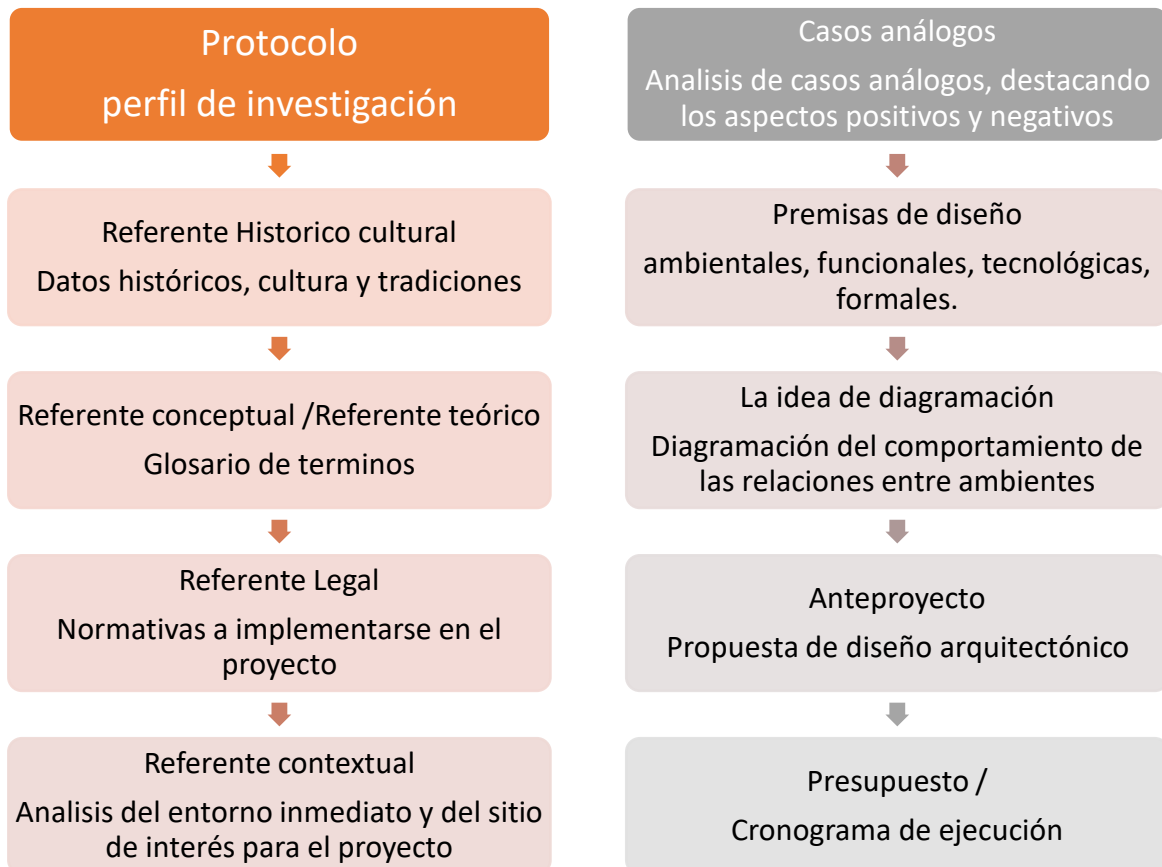 Protocolo
perfil de investigación
Referente Historico cultural
Datos históricos, cultura y tradiciones
Referente conceptual /Referente teórico
Glosario de terminos
Referente Legal
Normativas a implementarse en el
proyecto
Referente contextual
Analisis del entorno inmediato y del sitio
de interés para el proyecto
Casos análogos
Analisis de casos análogos, destacando
los aspectos positivos y negativos
Premisas de diseño
ambientales, funcionales, tecnológicas,
formales.
La idea de diagramación
Diagramación del comportamiento de
las relaciones entre ambientes
Anteproyecto
Propuesta de diseño arquitectónico
Presupuesto /
Cronograma de ejecución